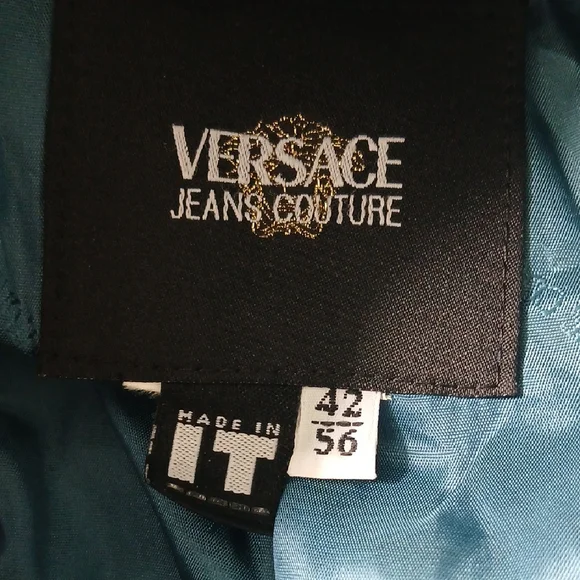 VERSACE
JEANS COUTURE
MADE IN
IT
42
56